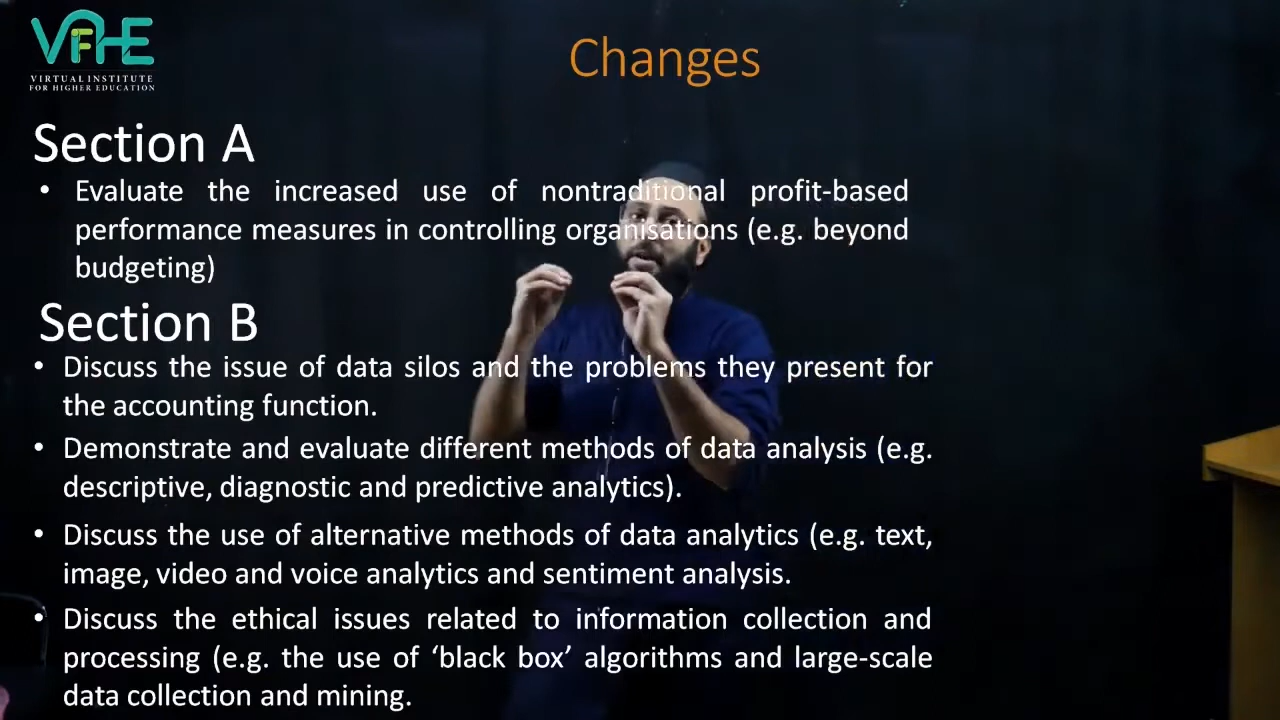 VIFHE
VIRTUAL INSTITUTE
FOR HIGHER EDUCATION
Changes
Section A
• Evaluate the increased use of nontraditional profit-based
performance measures in controlling organisations (e.g. beyond
budgeting)
Section B
• Discuss the issue of data silos and the problems they present for
the accounting function.
• Demonstrate and evaluate different methods of data analysis (e.g.
descriptive, diagnostic and predictive analytics).
• Discuss the use of alternative methods of data analytics (e.g. text,
image, video and voice analytics and sentiment analysis.
• Discuss the ethical issues related to information collection and
processing (e.g. the use of ‘black box’ algorithms and large-scale
data collection and mining.